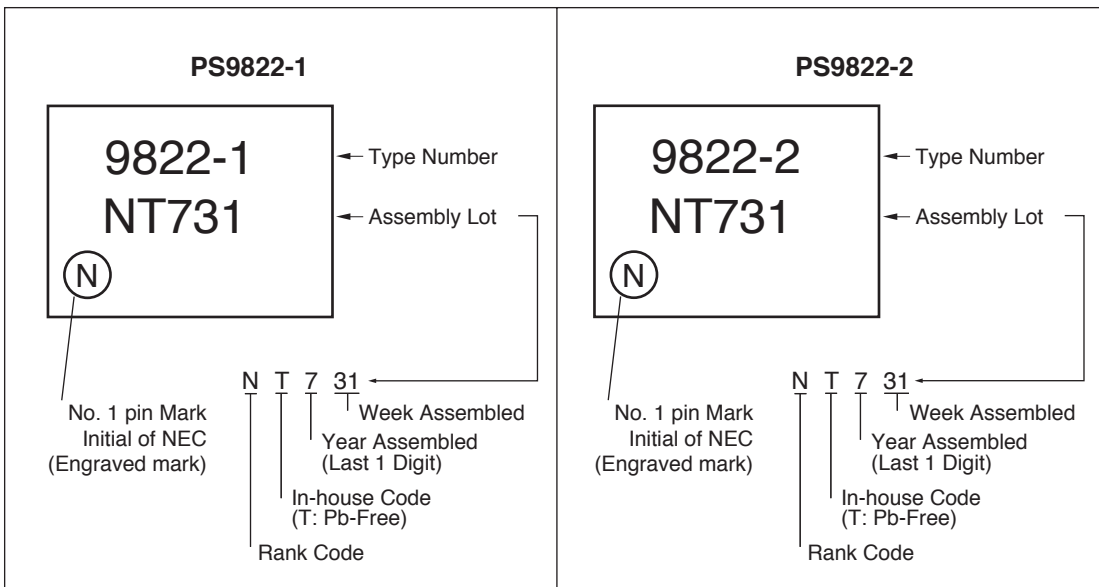 PS9822-1
9822-1
Type Number
NT731
Assembly Lot
N
N T 7 31
No. 1 pin Mark
Initial of NEC
(Engraved mark)
Week Assembled
Year Assembled
(Last 1 Digit)
In-house Code
(T: Pb-Free)
Rank Code
PS9822-2
9822-2
Type Number
NT731
Assembly Lot
N
N T 7 31
No. 1 pin Mark
Initial of NEC
(Engraved mark)
Week Assembled
Year Assembled
(Last 1 Digit)
In-house Code
(T: Pb-Free)
Rank Code